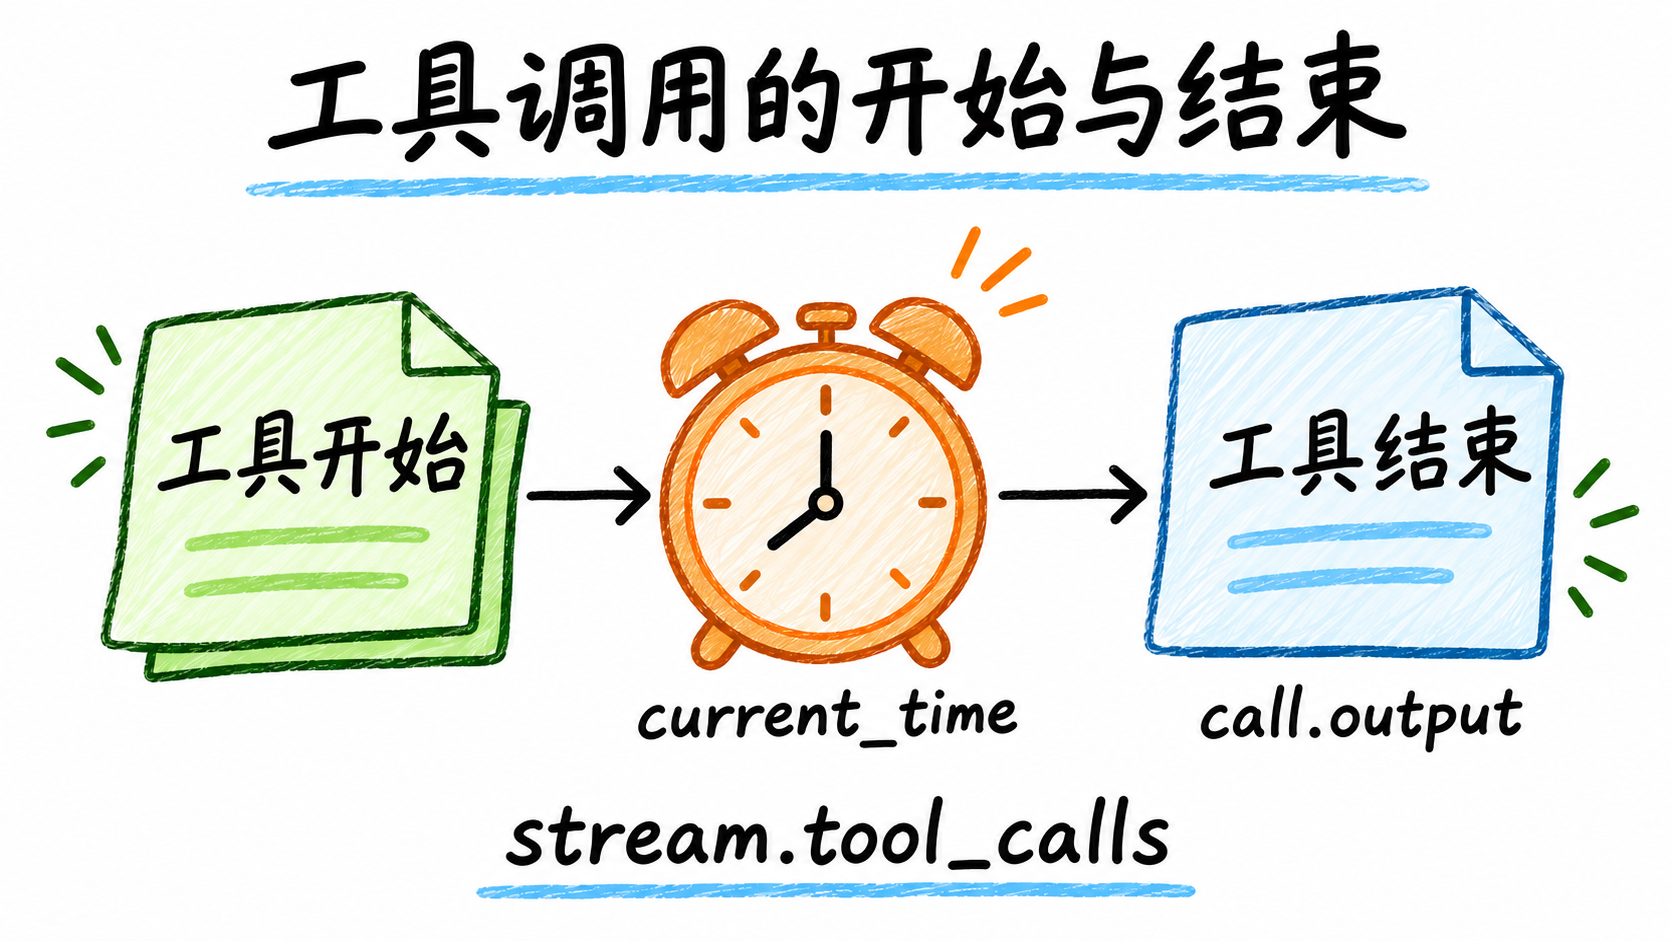 工具调用的开始与结束
工具开始
工具结束
current_time
call.output
stream.tool_calls